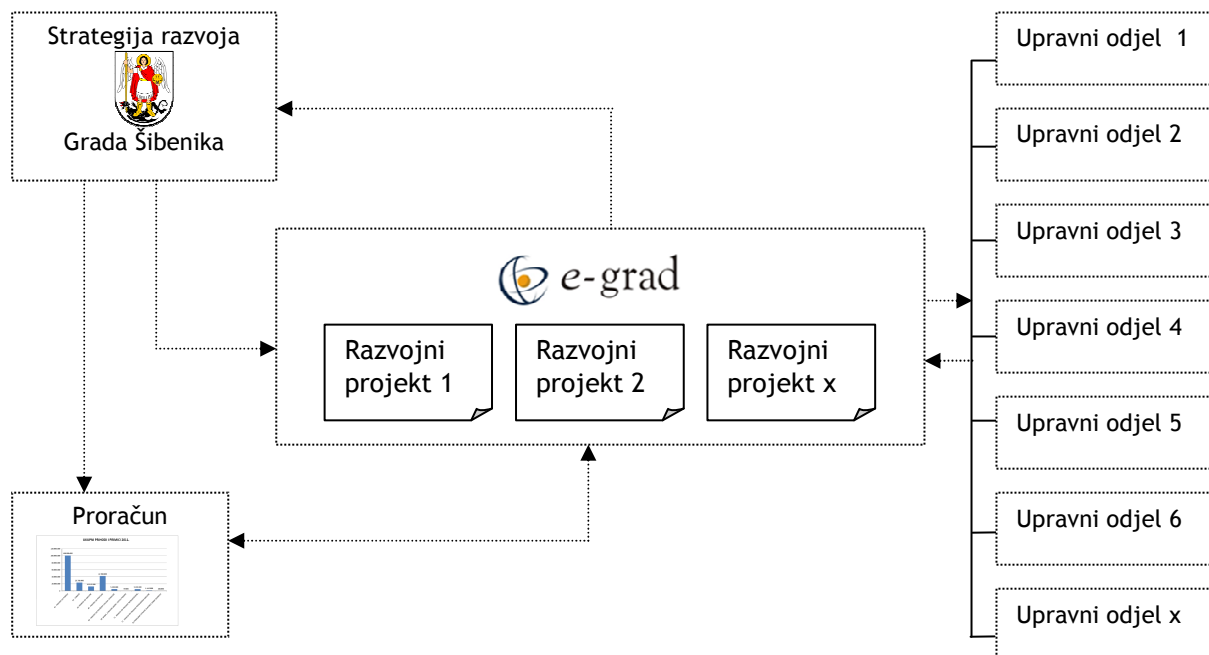 Strategija razvoja
Grada Šibenika
e-grad
Razvojni
projekt 1
Razvojni
projekt 2
Razvojni
projekt x
Proračun
Upravni odjel 1
Upravni odjel 2
Upravni odjel 3
Upravni odjel 4
Upravni odjel 5
Upravni odjel 6
Upravni odjel x